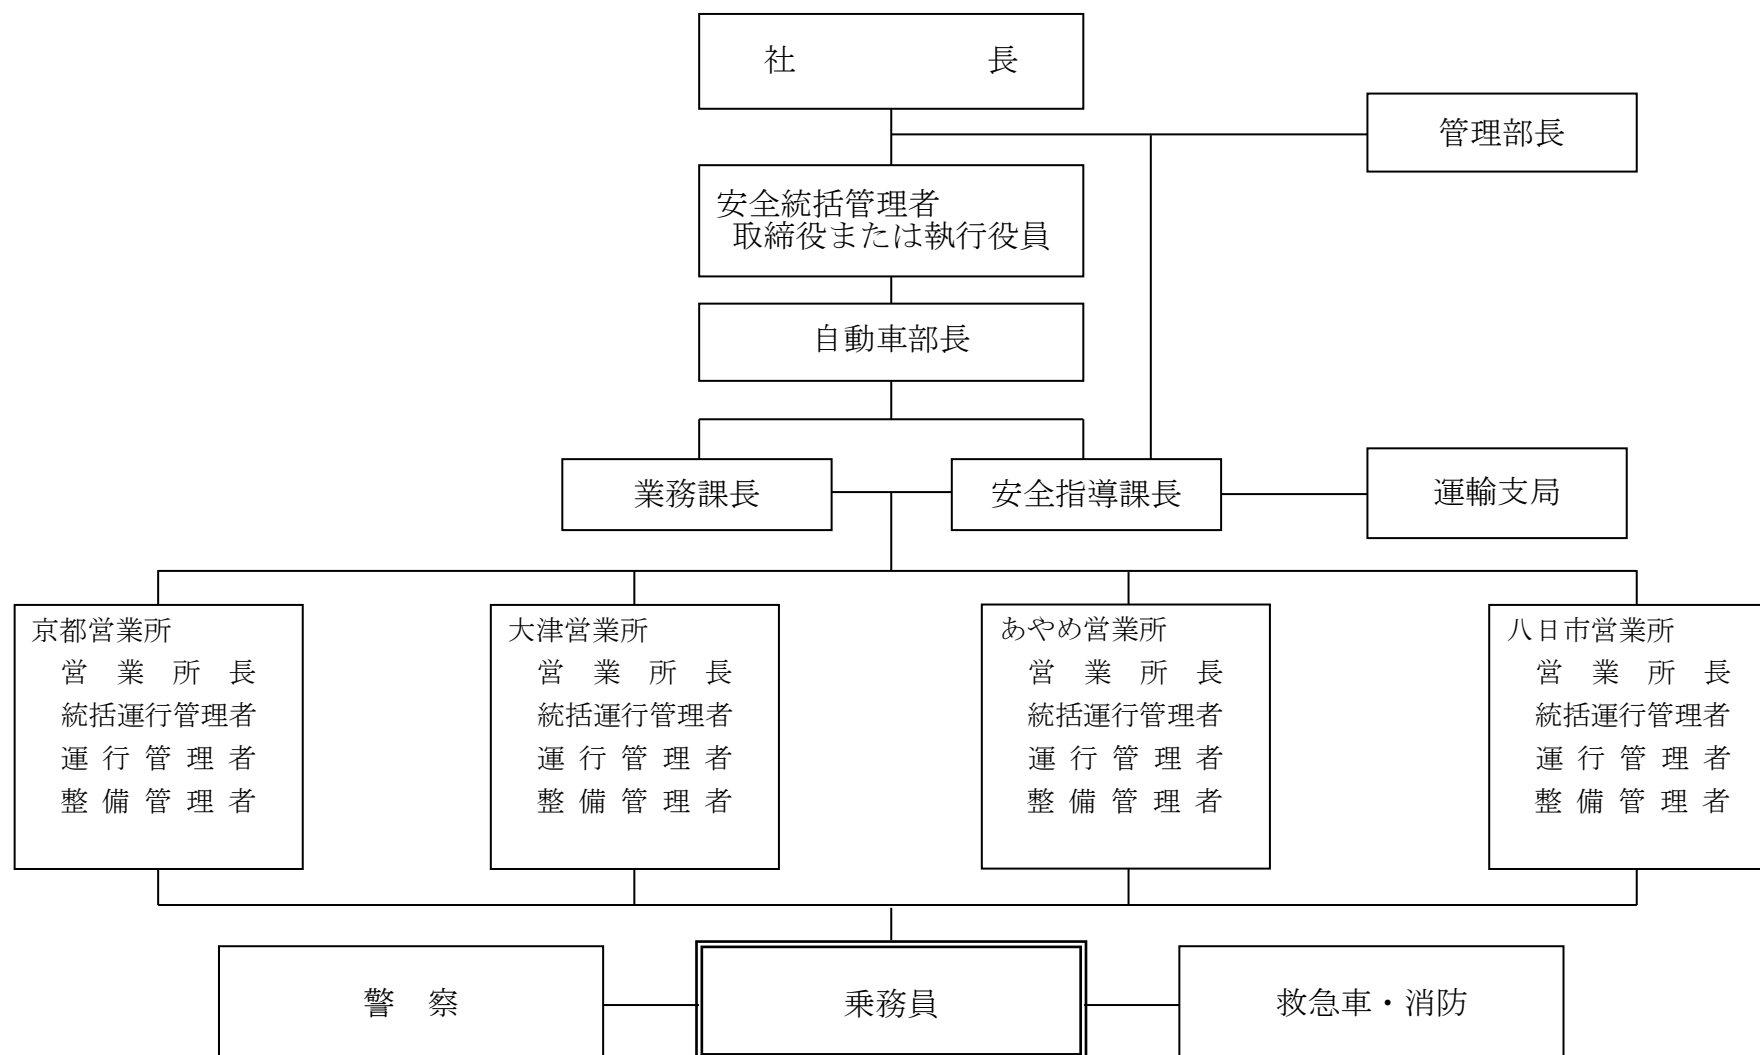 社　　　　　　長
管理部長
安全統括管理者
取締役または執行役員
自動車部長
業務課長
安全指導課長
運輸支局
京都営業所
営　業　所　長
統括運行管理者
運 行 管 理 者
整 備 管 理 者
大津営業所
営　業　所　長
統括運行管理者
運 行 管 理 者
整 備 管 理 者
あやめ営業所
営　業　所　長
統括運行管理者
運 行 管 理 者
整 備 管 理 者
八日市営業所
営　業　所　長
統括運行管理者
運 行 管 理 者
整 備 管 理 者
警　察
乗務員
救急車・消防